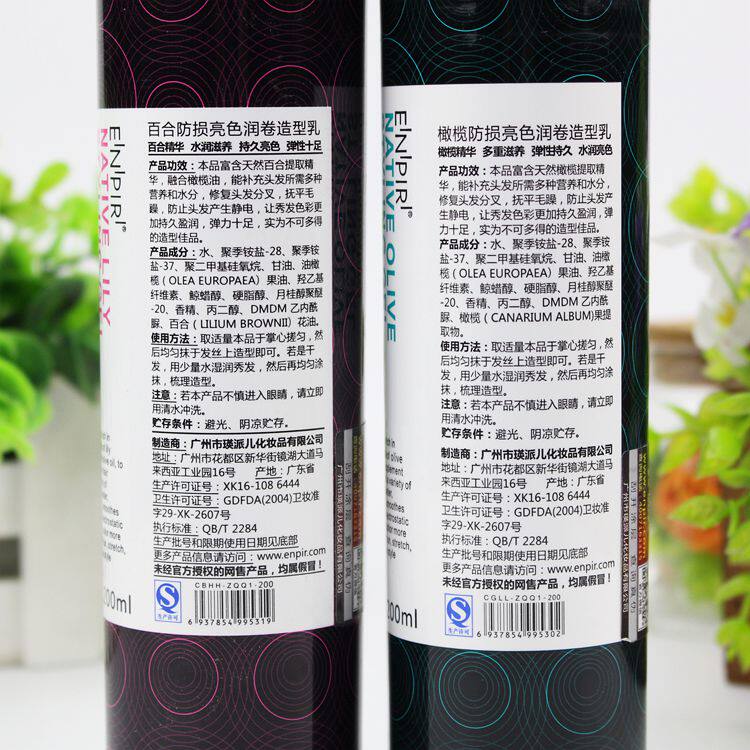 E'N'PIRI®
NATIVE LILY
百合防损亮色润卷造型乳
百合精华 水润滋养 持久亮色 弹性十足
产品功效：本品富含天然百合提取精
华，融合橄榄油，能补充头发所需多种
营养和水分，修复头发分叉，抚平毛
躁，防止头发产生静电，让秀发色彩更
加持久盈润，弹力十足，实为不可多得
的造型佳品。
产品成分：水、聚季铵盐-28、聚季铵
盐-37、聚二甲基硅氧烷、甘油、油橄
榄（OLEA EUROPAEA）果油、羟乙基
纤维素、鲸蜡醇、硬脂醇、月桂醇聚醚
-20、香精、丙二醇、DMDM 乙内酰
脲、百合（LILIUM BROWNII）花油。
使用方法：取适量本品于掌心搓匀，然
后均匀抹于发丝上造型即可。若是干
发，用少量水湿润秀发，然后再均匀涂
抹，梳理造型。
注意：若本产品不慎进入眼睛，请立即
用清水冲洗。
贮存条件：避光、阴凉贮存。
制造商：广州市瑛派儿化妆品有限公司
广州市花都区新华街镜湖大道马
来西亚工业园16号 产地：广东省
生产许可证号：XK16-108 6444
卫生许可证号：GDFDA(2004)卫妆准
字29-XK-2607号
执行标准：QB/T 2284
生产批号和限期使用日期见底部
更多产品信息请访问：www.enpir.com
未经官方授权的网售产品，均属假冒！
生产许可
CBHH-ZQQ1-200
6 937854 995319
200ml
E'N'PIRI®
NATIVE OLIVE
橄榄防损亮色润卷造型乳
橄榄精华 多重滋养 弹性持久 水润亮色
产品功效：本品富含天然橄榄提取精
华，能补充头发所需多种
营养和水分，修复头发分叉，抚平毛
躁，防止头发产生静电，让秀发色彩更加持久盈润，弹力
十足，实为不可多得
的造型佳品。
产品成分：水、聚季铵盐-28、聚季铵
盐-37、聚二甲基硅氧烷、甘油、油橄
榄（OLEA EUROPAEA）果油、羟乙基
纤维素、鲸蜡醇、硬脂醇、月桂醇聚醚
-20、香精、丙二醇、DMDM 乙内酰
脲、橄榄（CANARIUM ALBUM)果提
取物。
使用方法：取适量本品于掌心搓匀，然
后均匀抹于发丝上造型即可。若是干
发，用少量水湿润秀发，然后再均匀涂
抹，梳理造型。
注意：若本产品不慎进入眼睛，请立即
用清水冲洗。
贮存条件：避光、阴凉贮存。
制造商：广州市瑛派儿化妆品有限公司
广州市花都区新华街镜湖大道马
来西亚工业园16号 产地：广东省
生产许可证号：XK16-108 6444
卫生许可证号：GDFDA(2004)卫妆准
字29-XK-2607号
执行标准：QB/T 2284
生产批号和限期使用日期见底部
更多产品信息请访问：www.enpir.com
未经官方授权的网售产品，均属假冒！
生产许可
CGLL-ZQQ1-200
6 937854 995302
200ml